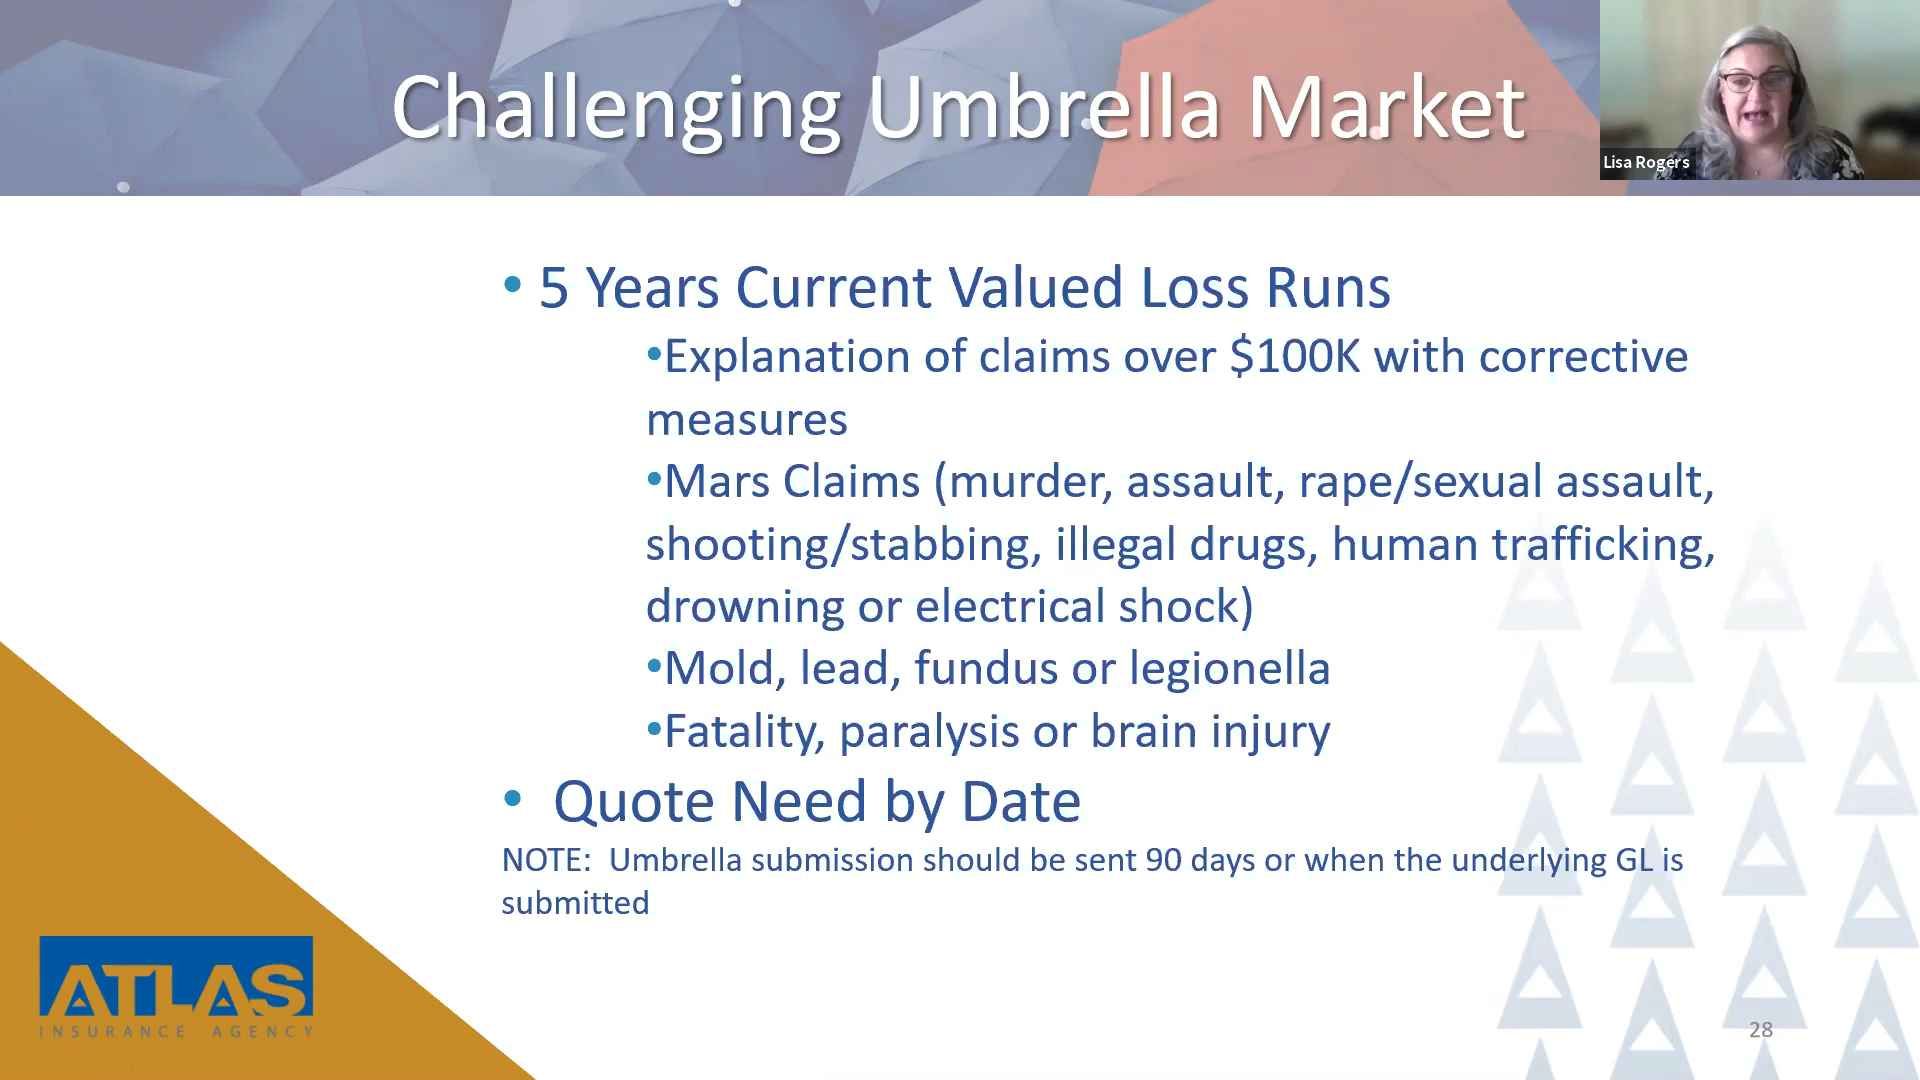 Challenging Umbrella Market
Lisa Rogers
• 5 Years Current Valued Loss Runs
•Explanation of claims over $100K with corrective
measures
•Mars Claims (murder, assault, rape/sexual assault,
shooting/stabbing, illegal drugs, human trafficking,
drowning or electrical shock)
•Mold, lead, fundus or legionella
•Fatality, paralysis or brain injury
• Quote Need by Date
NOTE: Umbrella submission should be sent 90 days or when the underlying GL is
submitted
ATLAS
INSURANCE AGENCY
28